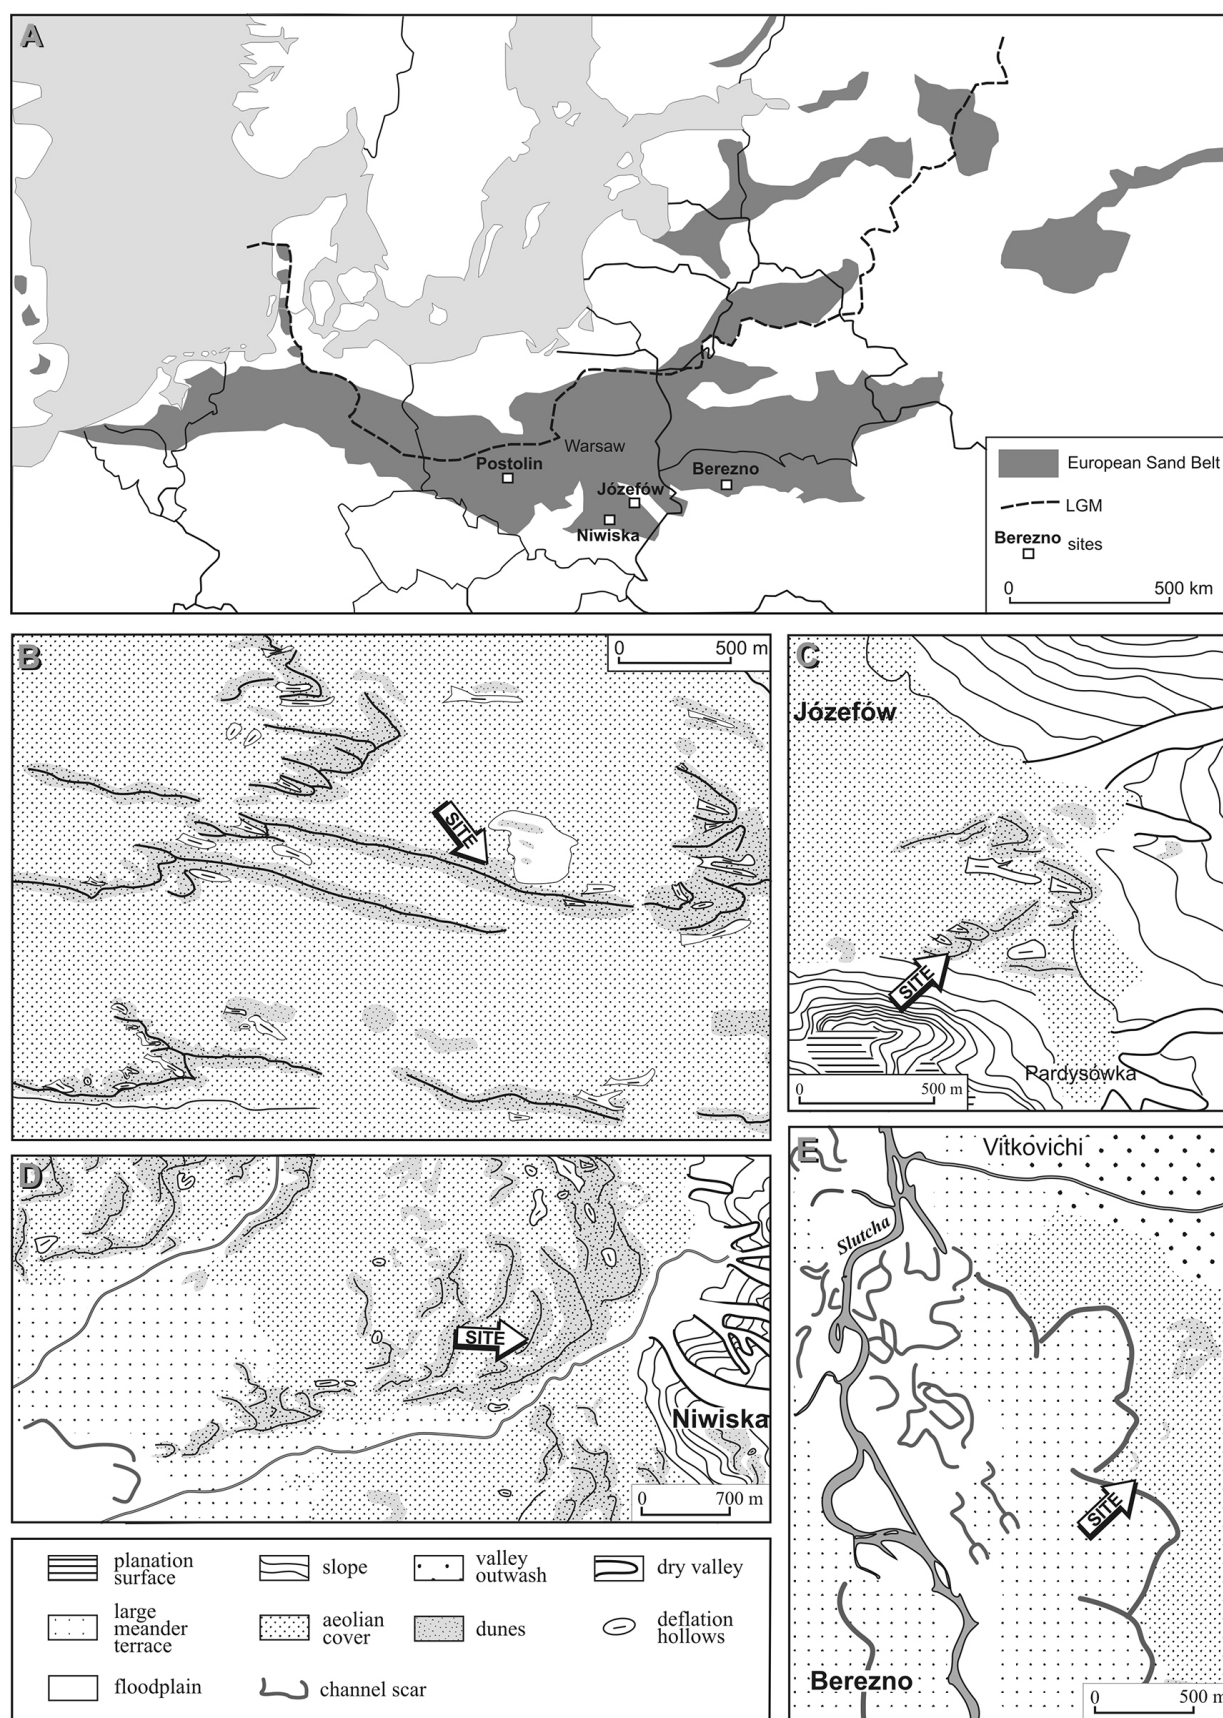 A
Warsaw
Postolin
Berezno
Józefów
Niwiska
European Sand Belt
LGM
Berezno sites
0 500 km
B
0 500 m
SITE
C
Józefów
SITE
Pardysówka
0 500 m
D
SITE
Niwiska
0 700 m
E
Vitkovichi
Slutcha
SITE
Berezno
0 500 m
planation
surface
slope
valley
outwash
dry valley
large
meander
terrace
aeolian
cover
dunes
deflation
hollows
floodplain
channel scar